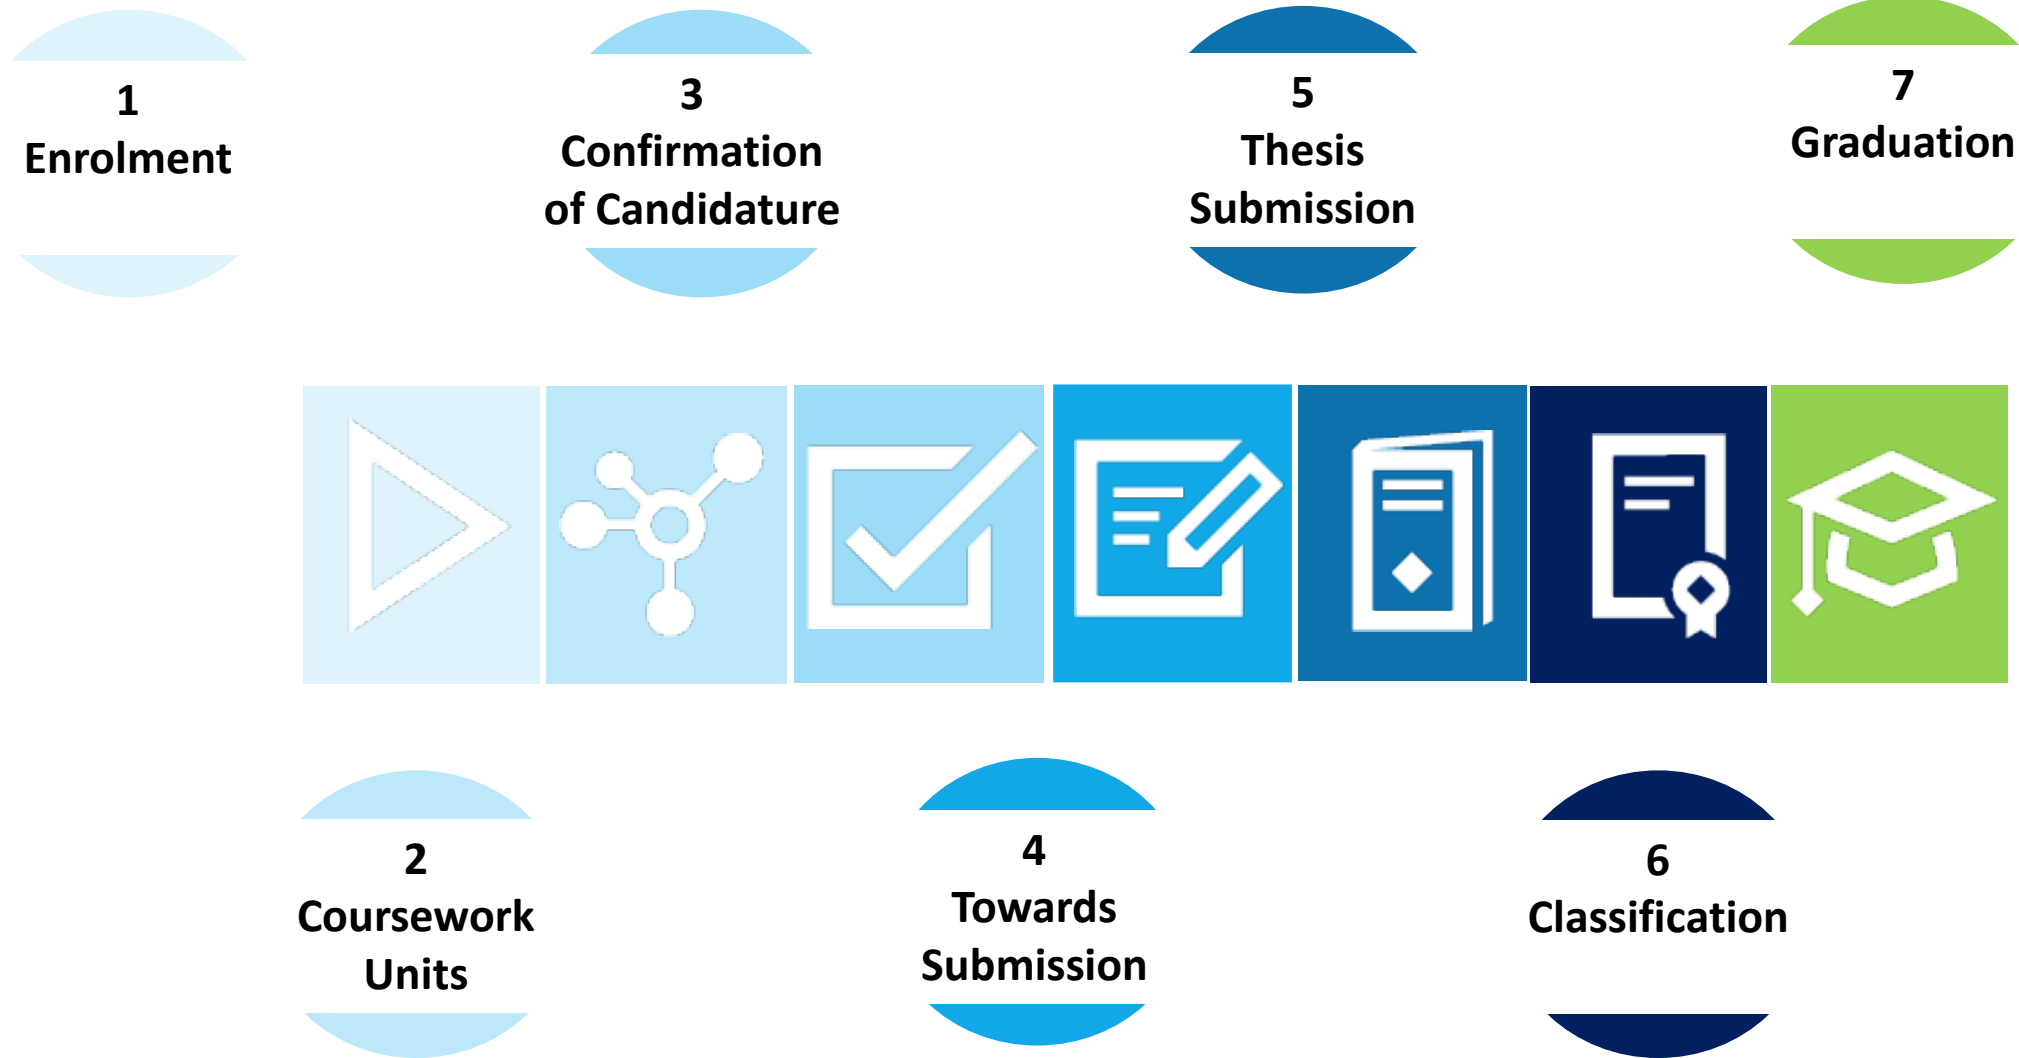 1
Enrolment
3
Confirmation
of Candidature
5
Thesis
Submission
7
Graduation
2
Coursework
Units
4
Towards
Submission
6
Classification